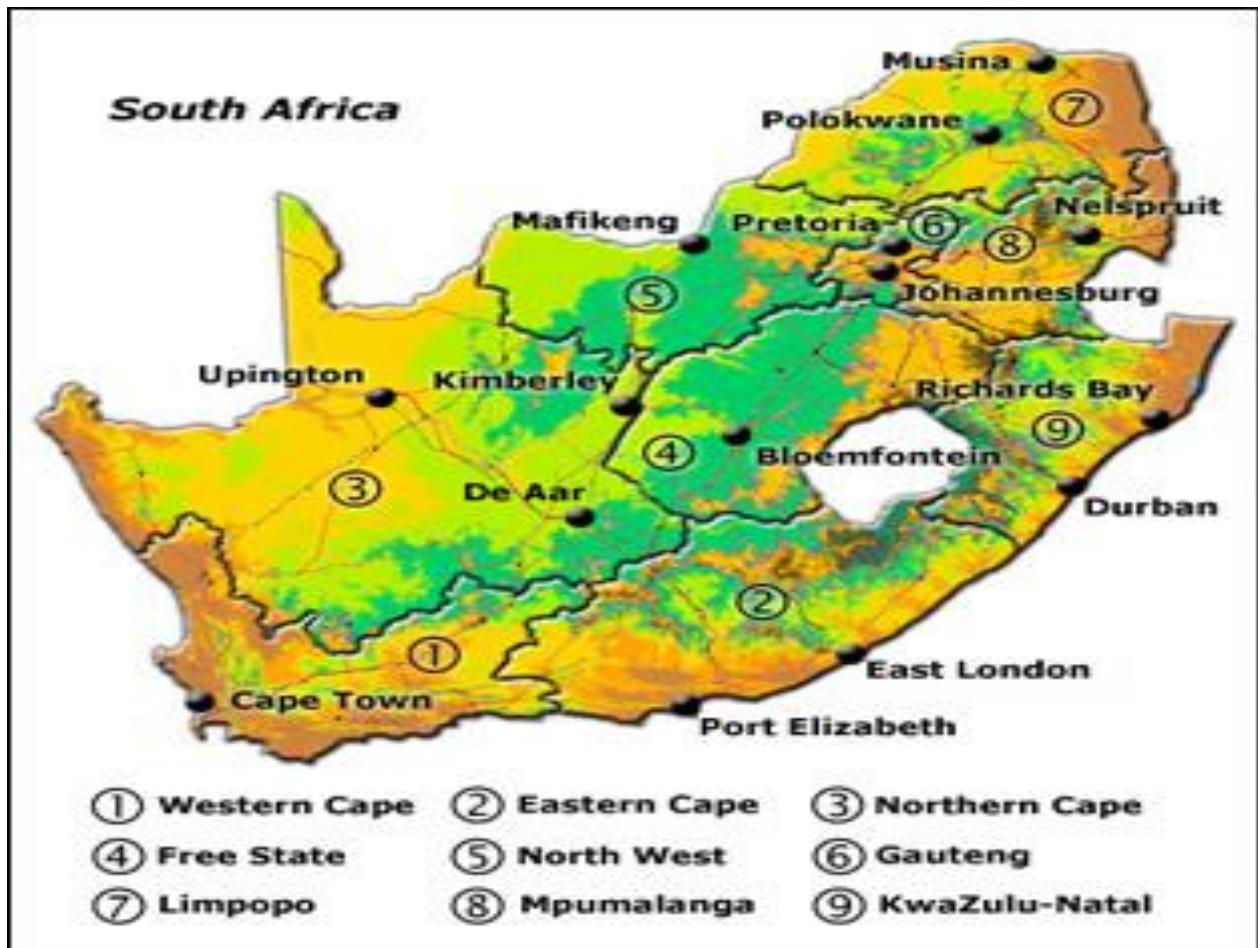 South Africa
Musina
⑦
Polokwane
Nelspruit
Mafikeng
Pretoria
⑥
⑧
⑤
Johannesburg
Upington
Kimberley
Richards Bay
④
⑨
Bloemfontein
③
De Aar
Durban
②
①
East London
Cape Town
Port Elizabeth
① Western Cape ② Eastern Cape ③ Northern Cape
④ Free State ⑤ North West ⑥ Gauteng
⑦ Limpopo ⑧ Mpumalanga ⑨ KwaZulu-Natal